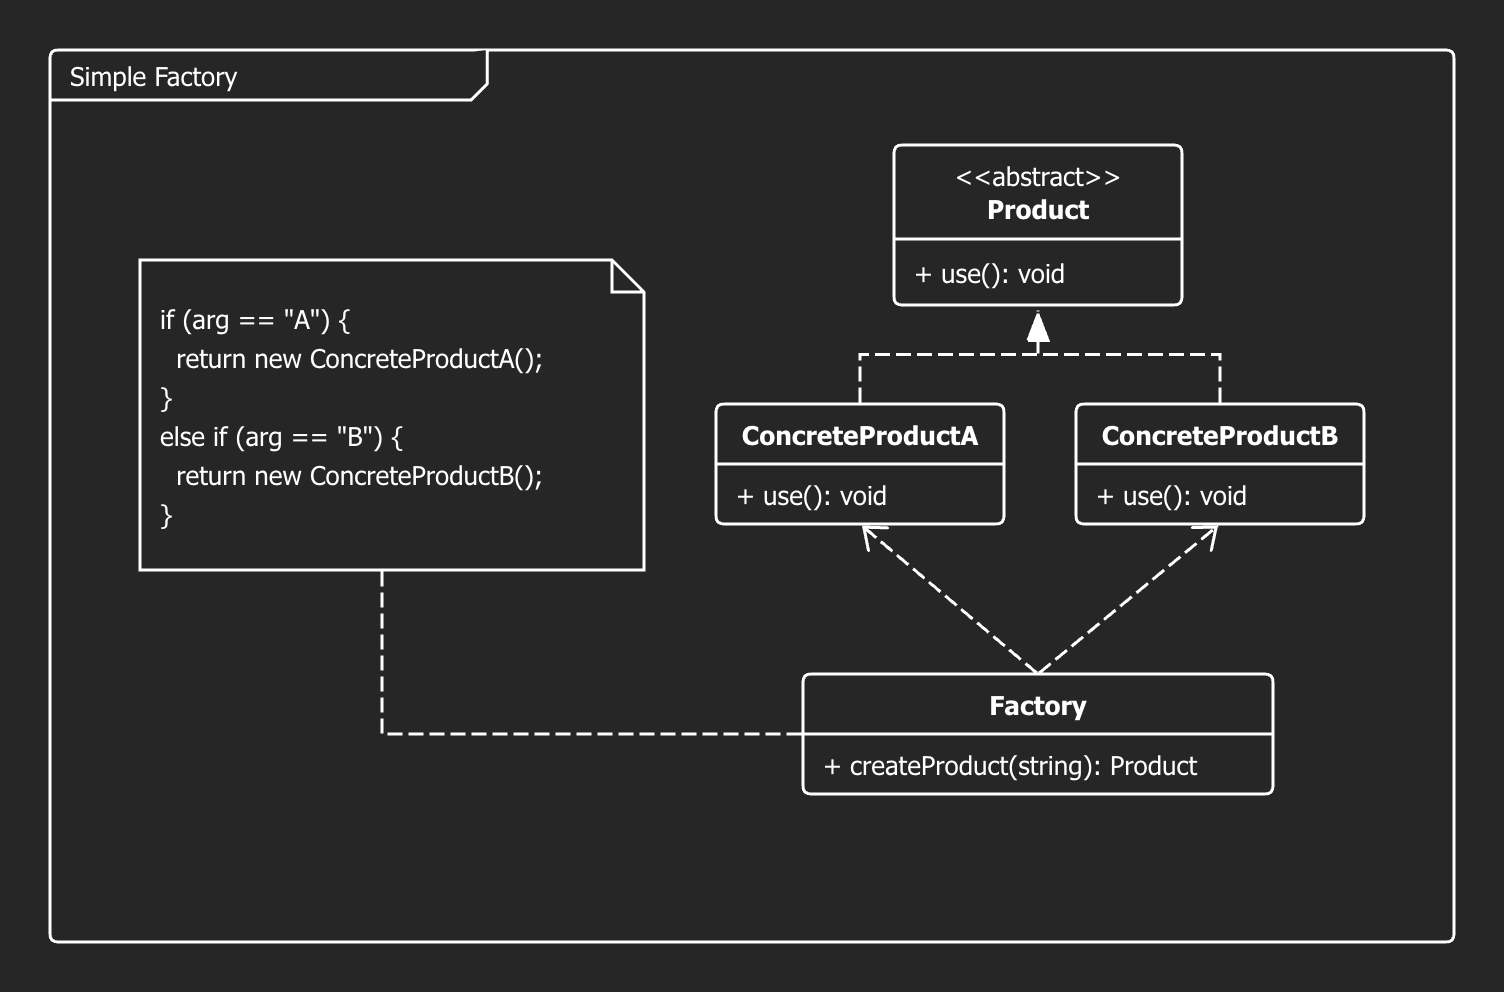 Simple Factory
<<abstract>>
Product
+ use(): void
if (arg == "A") {
  return new ConcreteProductA();
}
else if (arg == "B") {
  return new ConcreteProductB();
}
ConcreteProductA
+ use(): void
ConcreteProductB
+ use(): void
Factory
+ createProduct(string): Product